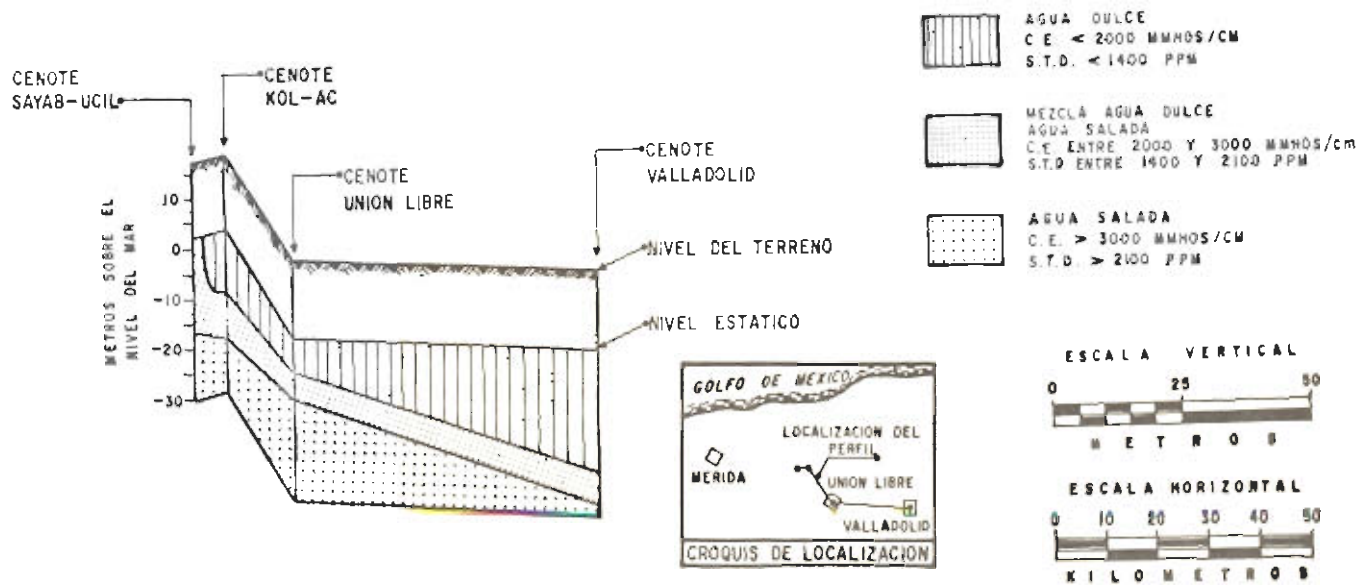 CENOTE
SAYAB-UCIL
CENOTE
KOL-AC
CENOTE
UNION LIBRE
CENOTE
VALLADOLID
NIVEL DEL TERRENO
NIVEL ESTATICO
METROS SOBRE EL
NIVEL DEL MAR
10
0
-10
-20
-30
AGUA DULCE
C.E. < 2000 MMHOS/CM
S.T.D. < 1400 PPM
MEZCLA AGUA DULCE
AGUA SALADA
C.E. ENTRE 2000 Y 3000 MMHOS/cm
S.T.D ENTRE 1400 Y 2100 PPM
AGUA SALADA
C.E. > 3000 MMHOS/CM
S.T.D. > 2100 PPM
ESCALA VERTICAL
0 25 50
METROS
ESCALA HORIZONTAL
0 10 20 30 40 50
KILOMETROS
GOLFO DE MEXICO
LOCALIZACION DEL
PERFIL
MERIDA
UNION LIBRE
VALLADOLID
CROQUIS DE LOCALIZACION